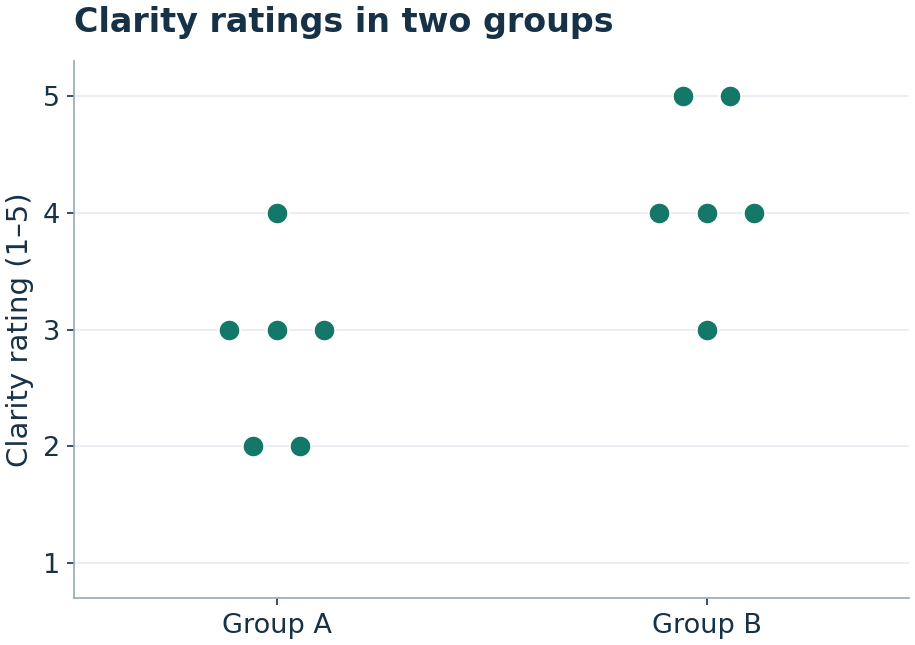 Clarity ratings in two groups
Clarity rating (1–5)
5
4
3
2
1
Group A
Group B